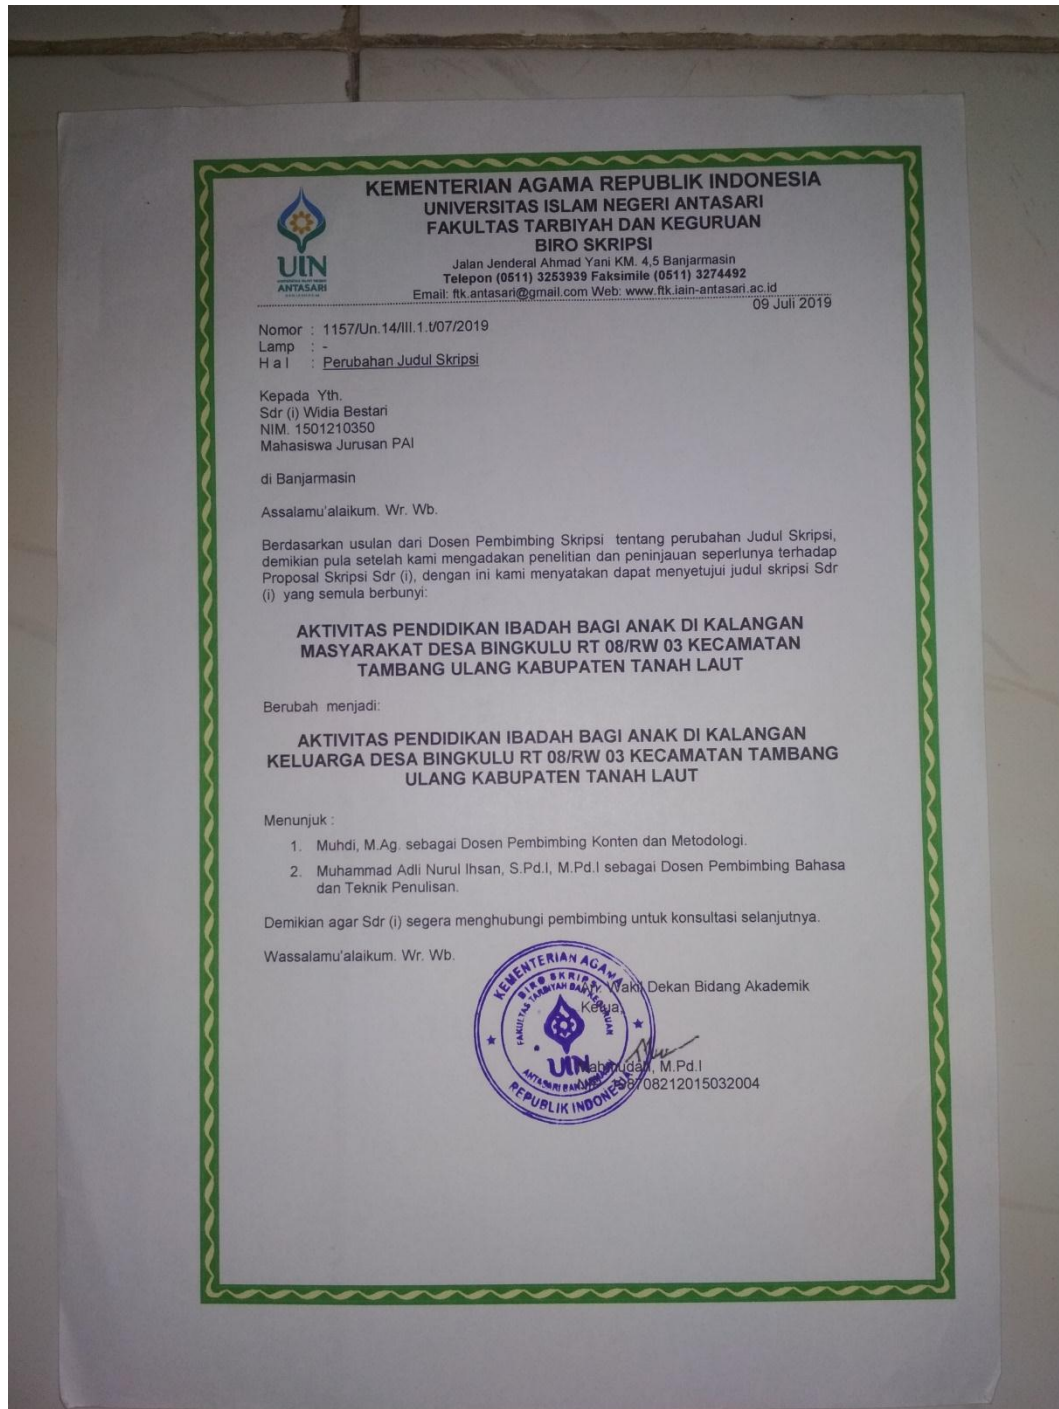 KEMENTERIAN AGAMA REPUBLIK INDONESIA
UNIVERSITAS ISLAM NEGERI ANTASARI
FAKULTAS TARBIYAH DAN KEGURUAN
BIRO SKRIPSI
Jalan Jenderal Ahmad Yani KM. 4,5 Banjarmasin
Telepon (0511) 3253939 Faksimile (0511) 3274492
Email: ftk.antasari@gmail.com Web: www.ftk.iain-antasari.ac.id
UIN
ANTASARI
09 Juli 2019
Nomor : 1157/Un.14/III.1.t/07/2019
Lamp : -
H a l : Perubahan Judul Skripsi
Kepada Yth.
Sdr (i) Widia Bestari
NIM. 1501210350
Mahasiswa Jurusan PAI
di Banjarmasin
Assalamu'alaikum. Wr. Wb.
Berdasarkan usulan dari Dosen Pembimbing Skripsi tentang perubahan Judul Skripsi,
demikian pula setelah kami mengadakan penelitian dan peninjauan seperlunya terhadap
Proposal Skripsi Sdr (i), dengan ini kami menyatakan dapat menyetujui judul skripsi Sdr
(i) yang semula berbunyi:
AKTIVITAS PENDIDIKAN IBADAH BAGI ANAK DI KALANGAN
MASYARAKAT DESA BINGKULU RT 08/RW 03 KECAMATAN
TAMBANG ULANG KABUPATEN TANAH LAUT
Berubah menjadi:
AKTIVITAS PENDIDIKAN IBADAH BAGI ANAK DI KALANGAN
KELUARGA DESA BINGKULU RT 08/RW 03 KECAMATAN TAMBANG
ULANG KABUPATEN TANAH LAUT
Menunjuk :
1. Muhdi, M.Ag. sebagai Dosen Pembimbing Konten dan Metodologi.
2. Muhammad Adli Nurul Ihsan, S.Pd.I, M.Pd.I sebagai Dosen Pembimbing Bahasa
dan Teknik Penulisan.
Demikian agar Sdr (i) segera menghubungi pembimbing untuk konsultasi selanjutnya.
Wassalamu'alaikum. Wr. Wb.
Wakil Dekan Bidang Akademik
Ketua,
M.Pd.I
KEMENTERIAN AGAMA
BIRO SKRIPSI
FAKULTAS TARBIYAH DAN KEGURUAN
UIN
ANTASARI BANJARMASIN
REPUBLIK INDONESIA